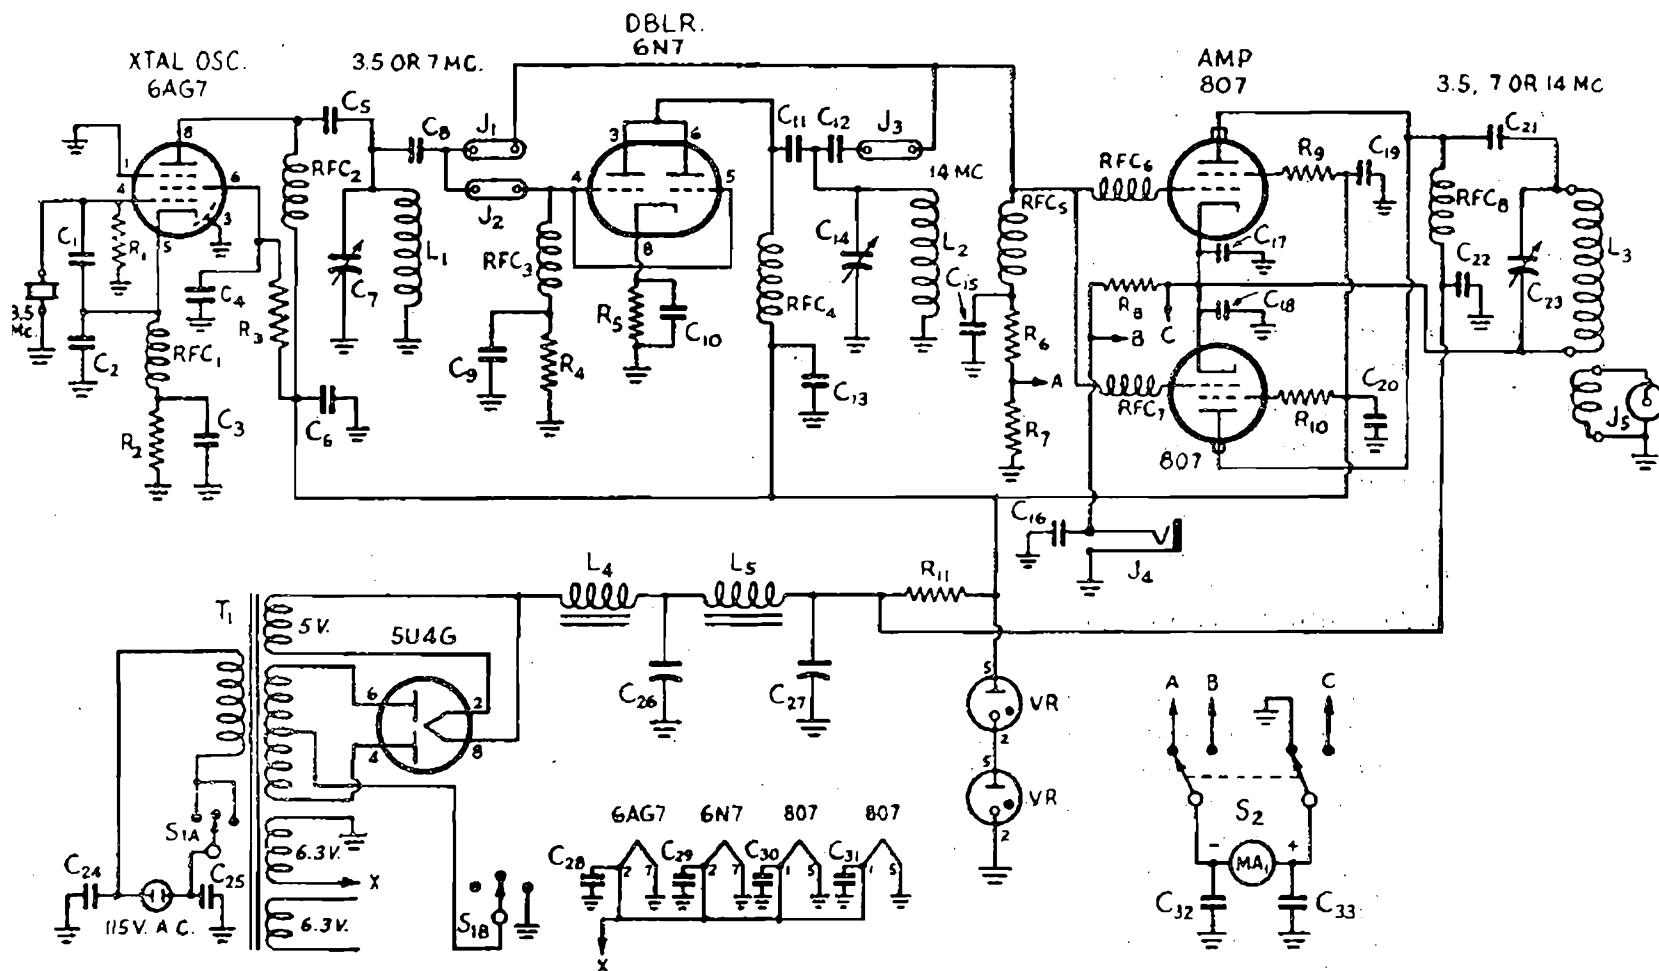 DBLR.
6N7
XTAL OSC.
6AG7
3.5 OR 7 MC.
AMP
807
3.5, 7 OR 14 MC
C5
C8
J1
J2
8
1
4
6
3
5
R1
C1
C2
3.5
MC.
C4
R3
RFC1
R2
C3
RFC2
C6
C7
L1
3
6
4
5
8
RFC3
C9
R4
R5
C10
C11
C12
J3
14 MC
RFC4
C13
C14
L2
C15
RFC5
R6
A
R7
RFC6
R9
C19
C17
C18
R8
B
C
RFC7
807
R10
C20
C21
RFC8
C22
C23
L3
J5
C16
J4
T1
5 V.
5U4G
6
4
2
8
L4
L5
C26
C27
R11
5
VR
2
5
VR
2
S1A
C24
C25
115 V. A C.
6.3 V.
X
6.3 V.
S1B
6AG7
6N7
807
807
C28
2
7
C29
2
7
C30
1
5
C31
1
5
X
A
B
C
S2
-
MA1
+
C32
C33